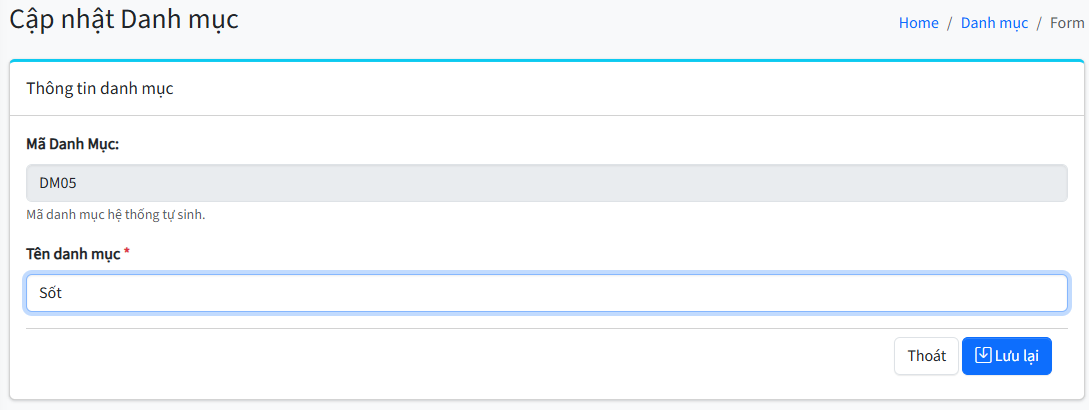 Cập nhật Danh mục
Home / Danh mục / Form
Thông tin danh mục
Mã Danh Mục:
DM05
Mã danh mục hệ thống tự sinh.
Tên danh mục *
Sốt
Thoát
Lưu lại